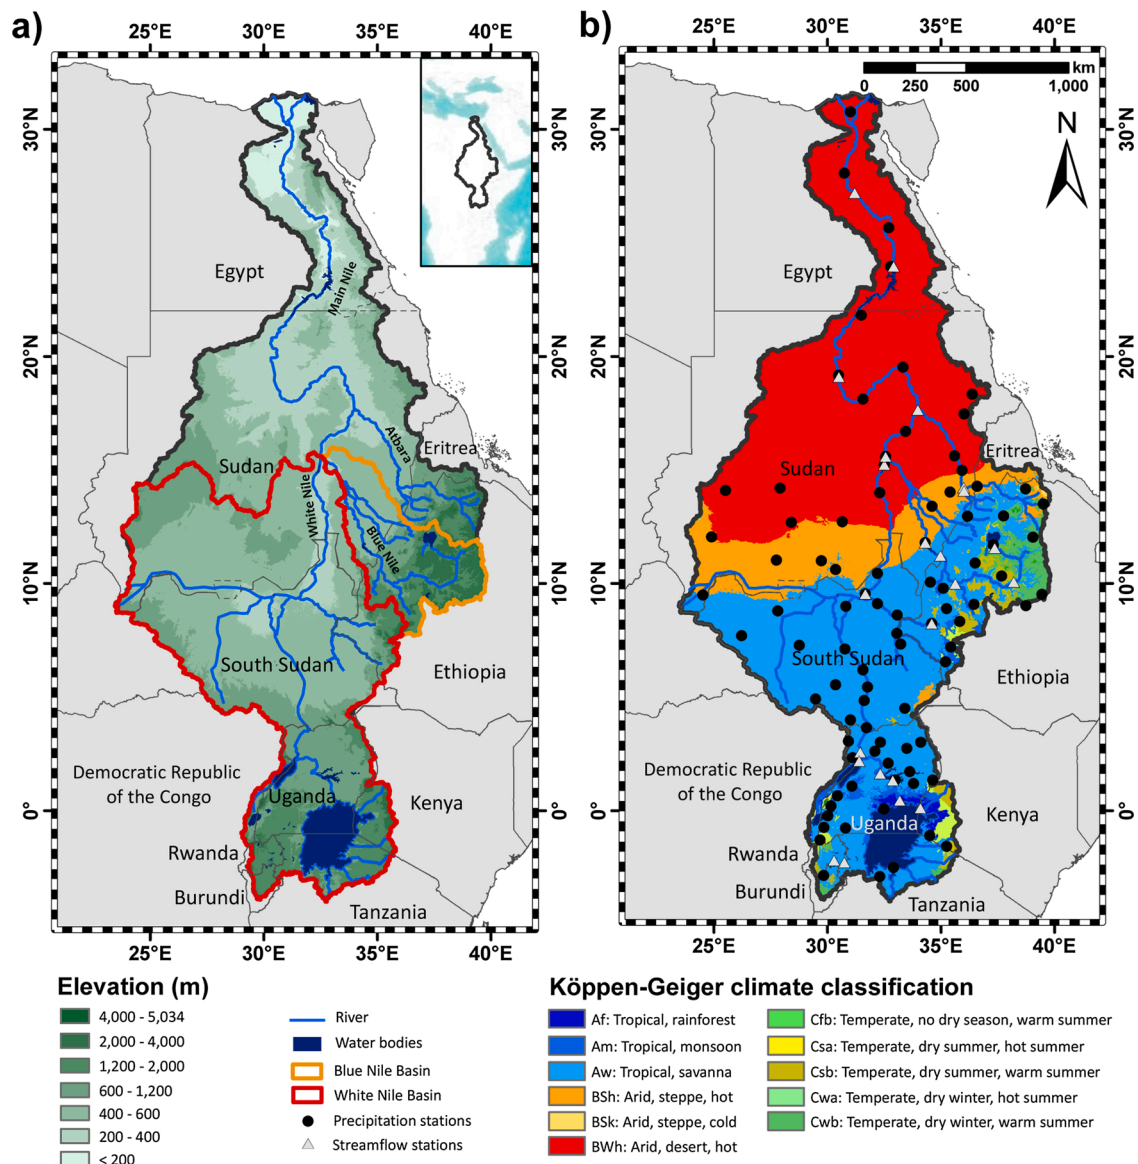 a)
25°E 30°E 35°E 40°E
30°N
20°N
10°N
0°
Egypt
Main Nile
Atbara
Eritrea
Sudan
White Nile
Blue Nile
South Sudan
Ethiopia
Democratic Republic
of the Congo
Uganda
Kenya
Rwanda
Burundi
Tanzania
25°E 30°E 35°E 40°E
b)
25°E 30°E 35°E 40°E
0 250 500 1,000 km
N
30°N
20°N
10°N
0°
Egypt
Eritrea
Sudan
South Sudan
Ethiopia
Democratic Republic
of the Congo
Uganda
Kenya
Rwanda
Burundi
Tanzania
25°E 30°E 35°E 40°E
Elevation (m)
4,000 - 5,034
2,000 - 4,000
1,200 - 2,000
600 - 1,200
400 - 600
200 - 400
< 200
River
Water bodies
Blue Nile Basin
White Nile Basin
Precipitation stations
Streamflow stations
Köppen-Geiger climate classification
Af: Tropical, rainforest
Am: Tropical, monsoon
Aw: Tropical, savanna
BSh: Arid, steppe, hot
BSk: Arid, steppe, cold
BWh: Arid, desert, hot
Cfb: Temperate, no dry season, warm summer
Csa: Temperate, dry summer, hot summer
Csb: Temperate, dry summer, warm summer
Cwa: Temperate, dry winter, hot summer
Cwb: Temperate, dry winter, warm summer